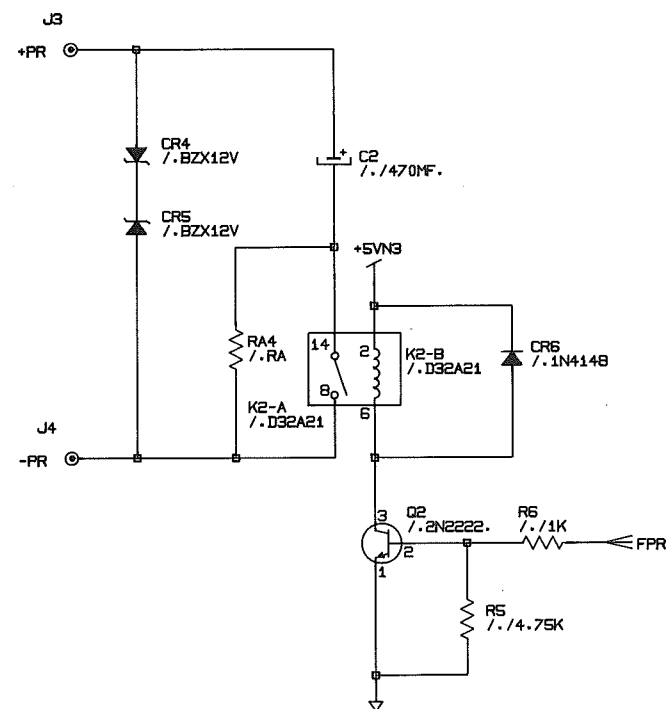 J3
+PR
CR4
/.BZX12V
C2
/./470MF.
+
CR5
/.BZX12V
+5VN3
RA4
/.RA
14
2
K2-B
/.D32A21
CR6
/.1N4148
8
K2-A
/.D32A21
6
J4
-PR
3
Q2
/.2N2222.
R6
/./1K
2
FPR
1
R5
/./4.75K